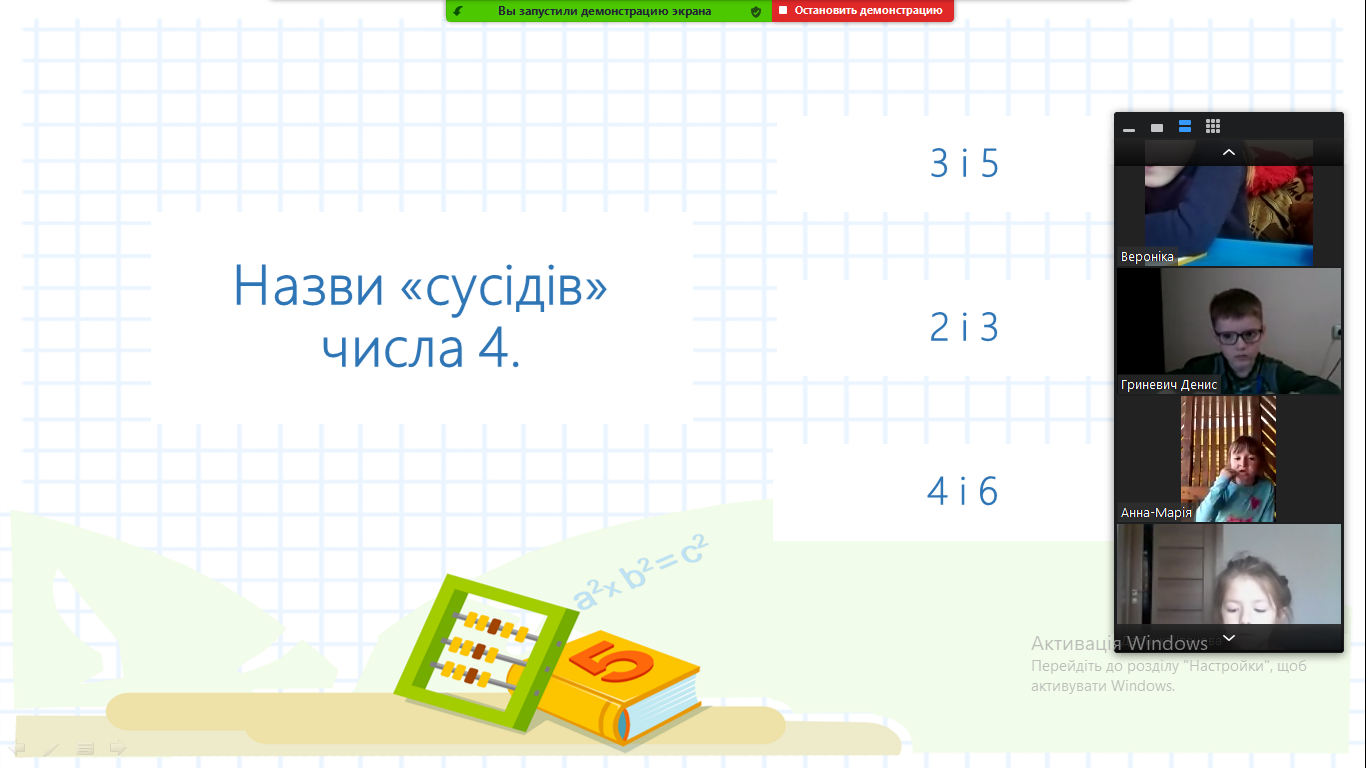 Вы запустили демонстрацию экрана
Остановить демонстрацию
Назви «сусідів»
числа 4.
3 і 5
2 і 3
4 і 6
Вероніка
Гриневич Денис
Анна-Марія
a²x b²=c²
5
Активація Windows
Перейдіть до розділу "Настройки", щоб
активувати Windows.